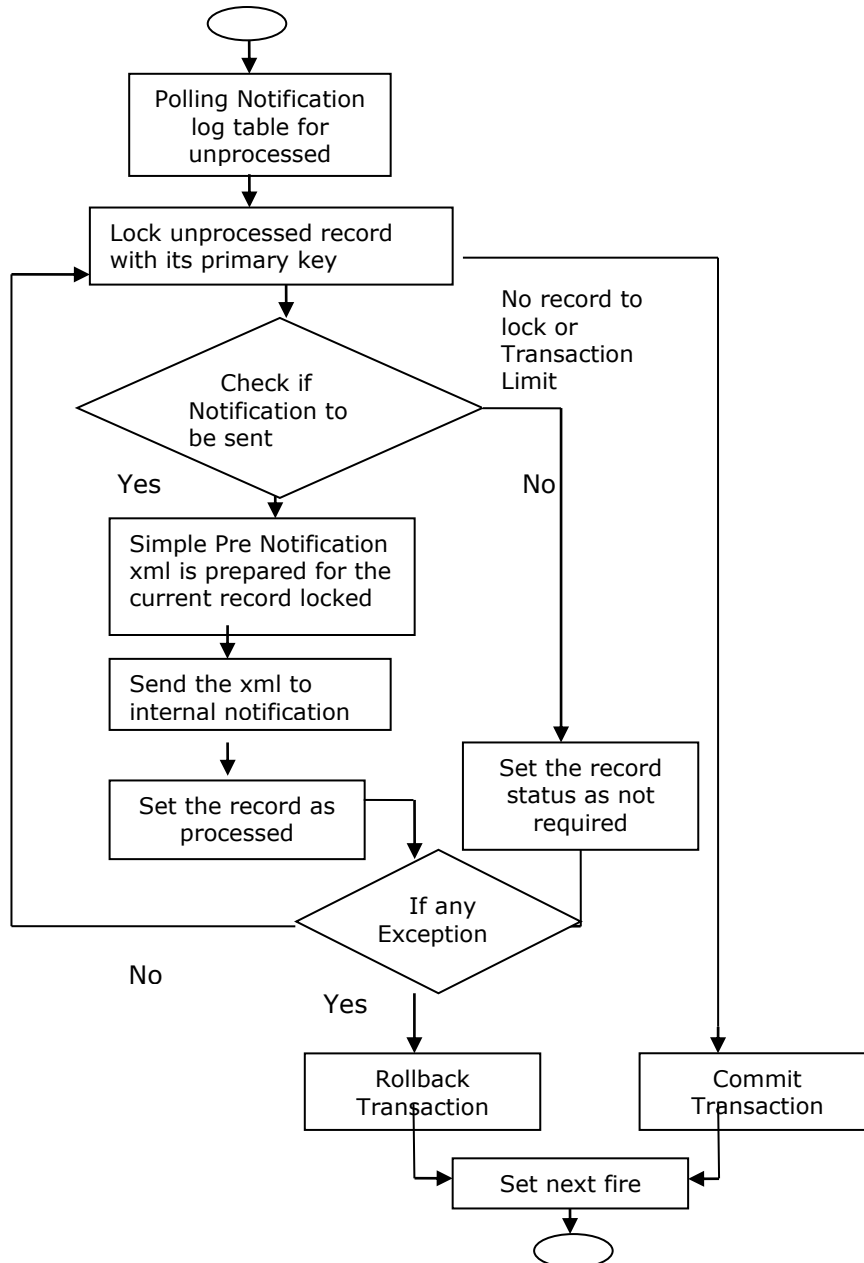 Polling Notification
log table for
unprocessed
Lock unprocessed record
with its primary key
No record to
lock or
Transaction
Limit
Check if
Notification to
be sent
Yes
No
Simple Pre Notification
xml is prepared for the
current record locked
Send the xml to
internal notification
Set the record as
processed
Set the record
status as not
required
If any
Exception
No
Yes
Rollback
Transaction
Commit
Transaction
Set next fire